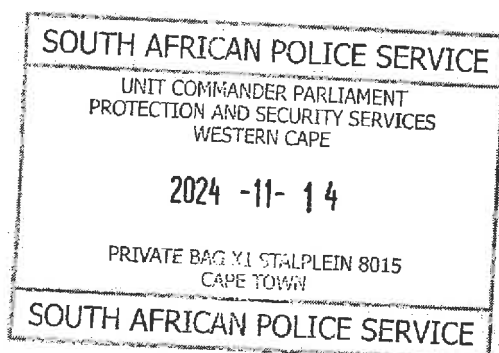 SOUTH AFRICAN POLICE SERVICE
UNIT COMMANDER PARLIAMENT
PROTECTION AND SECURITY SERVICES
WESTERN CAPE
2024 -11- 14
PRIVATE BAG X1 STALPLEIN 8015
CAPE TOWN
SOUTH AFRICAN POLICE SERVICE